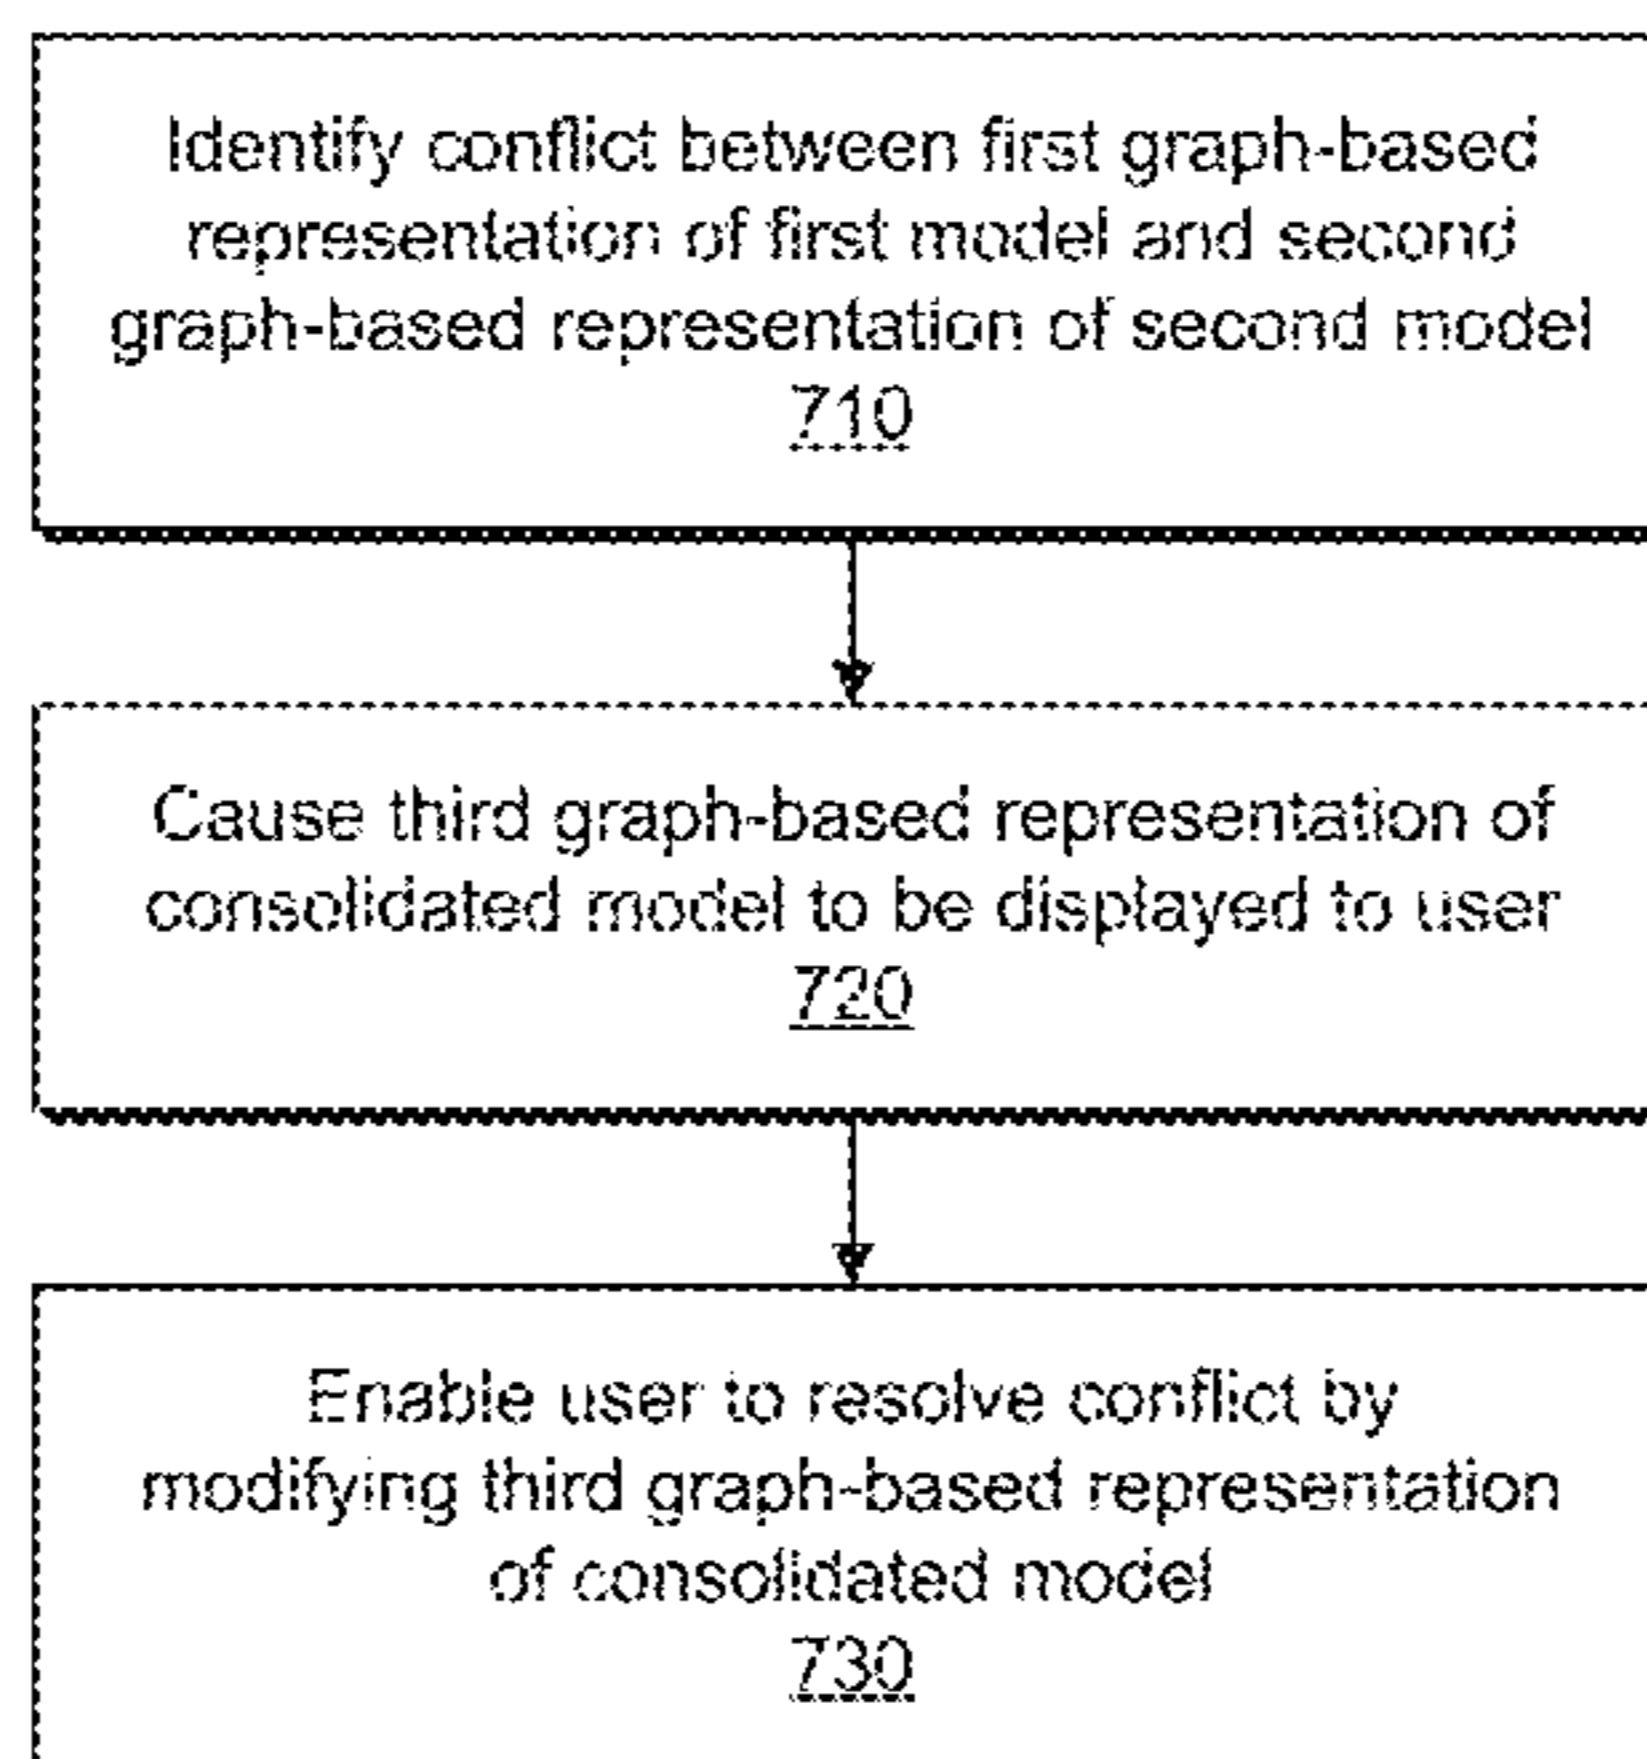 Identify conflict between first graph-based
representation of first model and second
graph-based representation of second model
710
Cause third graph-based representation of
consolidated model to be displayed to user
720
Enable user to resolve conflict by
modifying third graph-based representation
of consolidated model
730